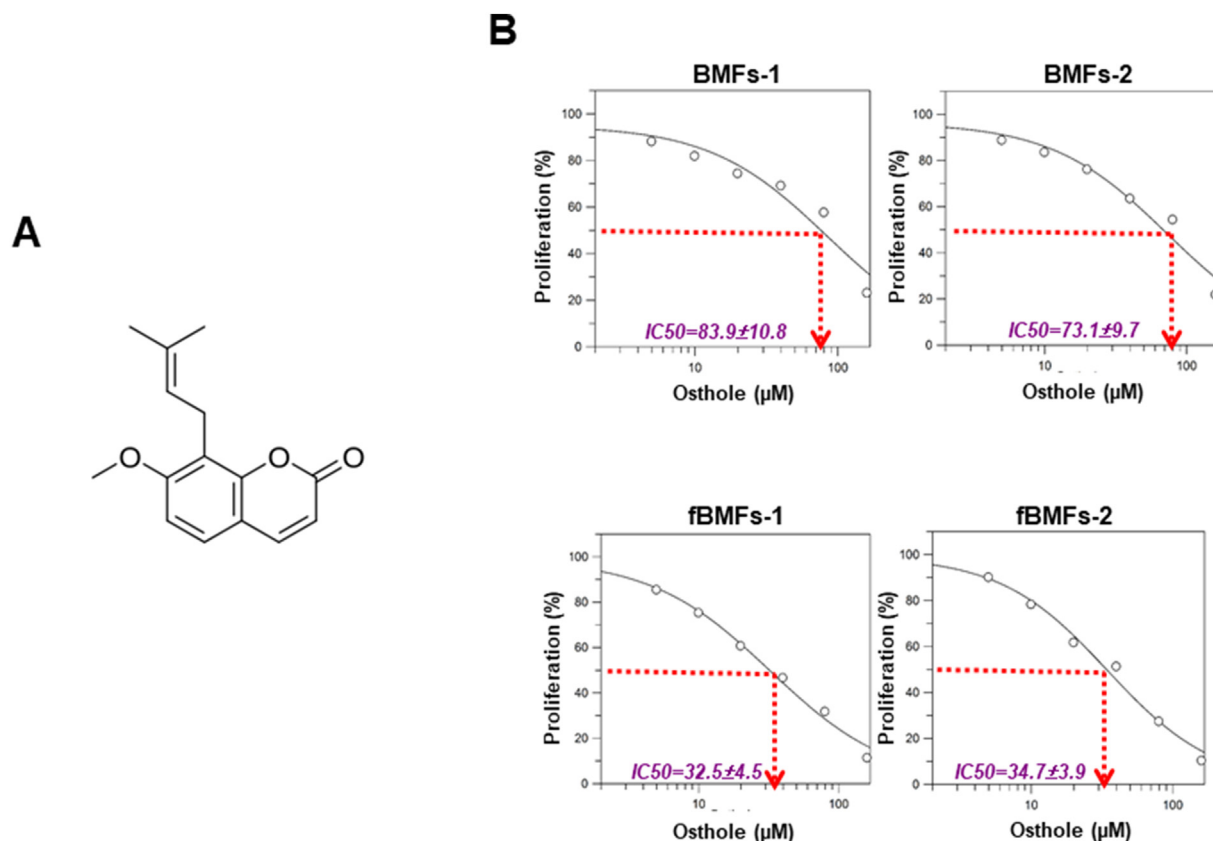 B
BMFs-1
BMFs-2
Proliferation (%)
100
80
60
40
20
0
IC50=83.9±10.8
10
100
Osthole (µM)
Proliferation (%)
100
80
60
40
20
0
IC50=73.1±9.7
10
100
Osthole (µM)
A
O
O
O
fBMFs-1
fBMFs-2
Proliferation (%)
100
80
60
40
20
0
IC50=32.5±4.5
10
100
Osthole (µM)
Proliferation (%)
100
80
60
40
20
0
IC50=34.7±3.9
10
100
Osthole (µM)